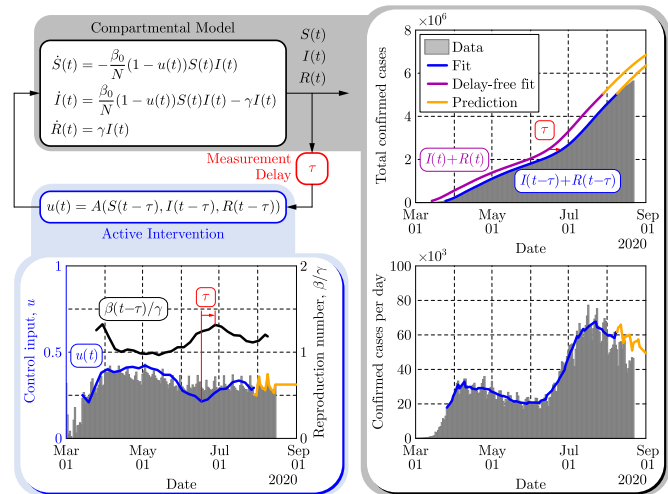 Compartmental Model
Ṡ(t) = −β₀/N (1 − u(t))S(t)I(t)
İ(t) = β₀/N (1 − u(t))S(t)I(t) − γI(t)
Ṙ(t) = γI(t)
S(t)
I(t)
R(t)
Measurement
Delay
τ
u(t) = A(S(t − τ), I(t − τ), R(t − τ))
Active Intervention
×10⁶
8
6
4
2
0
Total confirmed cases
Data
Fit
Delay-free fit
Prediction
τ
I(t)+R(t)
I(t−τ)+R(t−τ)
Mar
01
May
01
Jul
01
Sep
01
Date
2020
1
0.5
0
Control input, u
2
1
0
Reproduction number, β/γ
β(t−τ)/γ
τ
u(t)
Mar
01
May
01
Jul
01
Sep
01
Date
2020
×10³
100
80
60
40
20
0
Confirmed cases per day
Mar
01
May
01
Jul
01
Sep
01
Date
2020